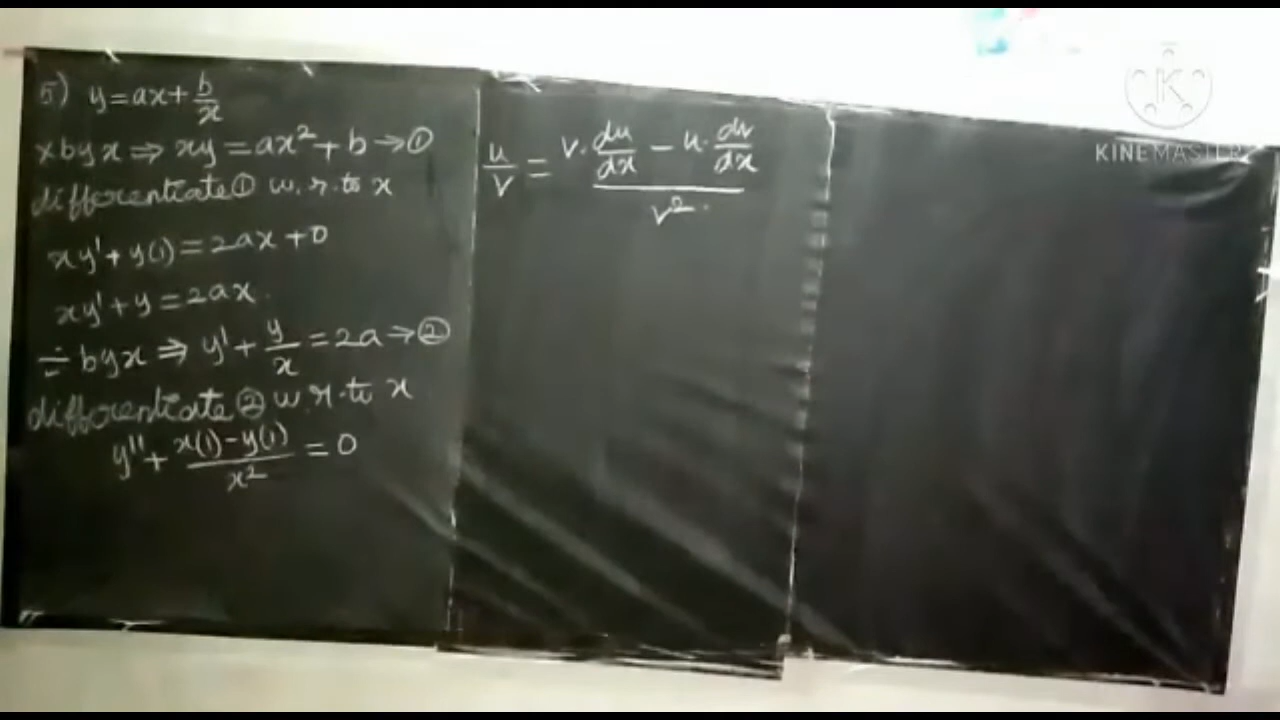 5) y = ax + b/x
× by x ⇒ xy = ax² + b → ①
differentiate ① w.r.to x
xy' + y(1) = 2ax + 0
xy' + y = 2ax.
÷ by x ⇒ y' + y/x = 2a → ②
differentiate ② w.r.to x
y'' + (x(1) - y(1))/x² = 0
u/v = (v. du/dx - u. dv/dx)/v².
K
KINEMASTER